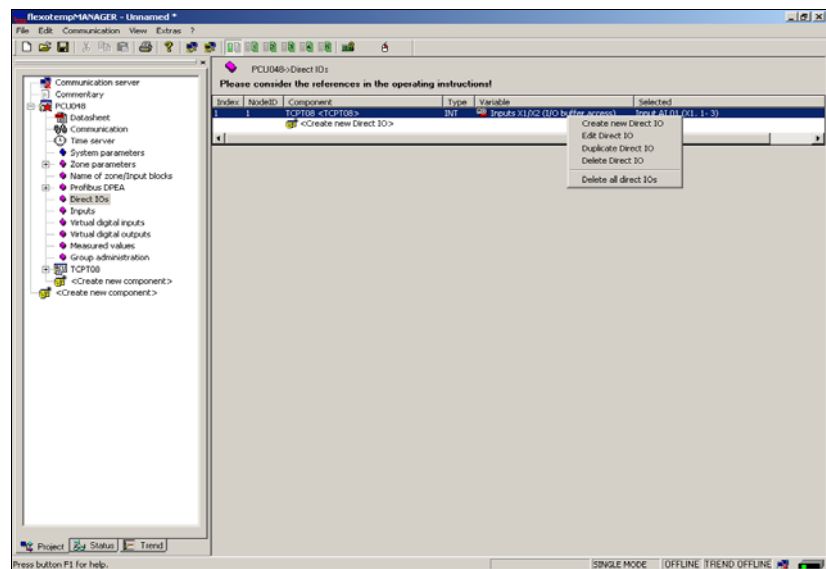 flexotempMANAGER - Unnamed *
File Edit Communication View Extras ?
PCU048->Direct IOs
Please consider the references in the operating instructions!
Index NodeID Component Type Variable Selected
1 1 TCPT08 <TCPT08> INT Inputs X1/X2 (I/O buffer access) Input AI 01 (X1. 1- 3)
<Create new Direct IO>
Create new Direct IO
Edit Direct IO
Duplicate Direct IO
Delete Direct IO
Delete all direct IOs
Communication server
Commentary
PCU048
Datasheet
Communication
Time server
System parameters
Zone parameters
Name of zone/Input blocks
Profibus DPEA
Direct IOs
Inputs
Virtual digital inputs
Virtual digital outputs
Measured values
Group administration
TCPT08
<Create new component>
<Create new component>
Project Status Trend
Press button F1 for help.
SINGLE MODE OFFLINE TREND OFFLINE